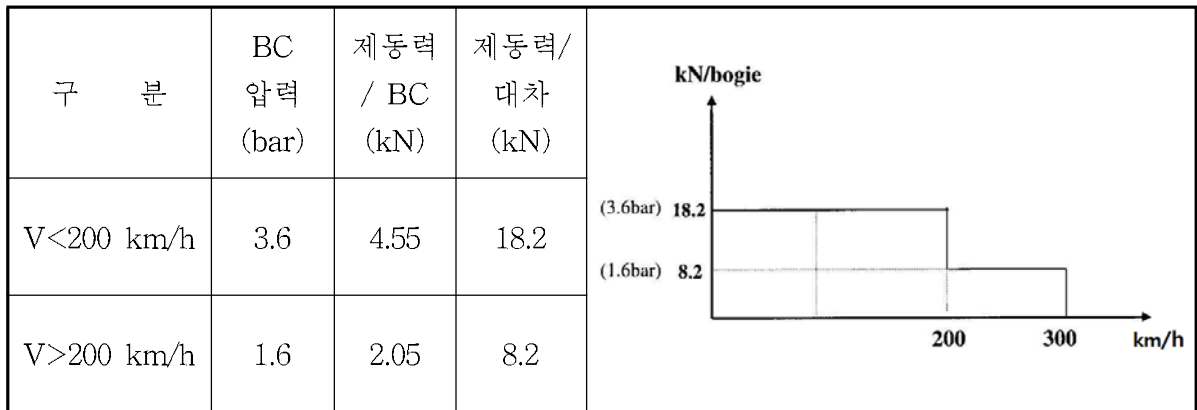 구 분
BC
압력
(bar)
제동력
/ BC
(kN)
제동력/
대차
(kN)
V<200 km/h
3.6
4.55
18.2
V>200 km/h
1.6
2.05
8.2
kN/bogie
(3.6bar) 18.2
(1.6bar) 8.2
200
300
km/h